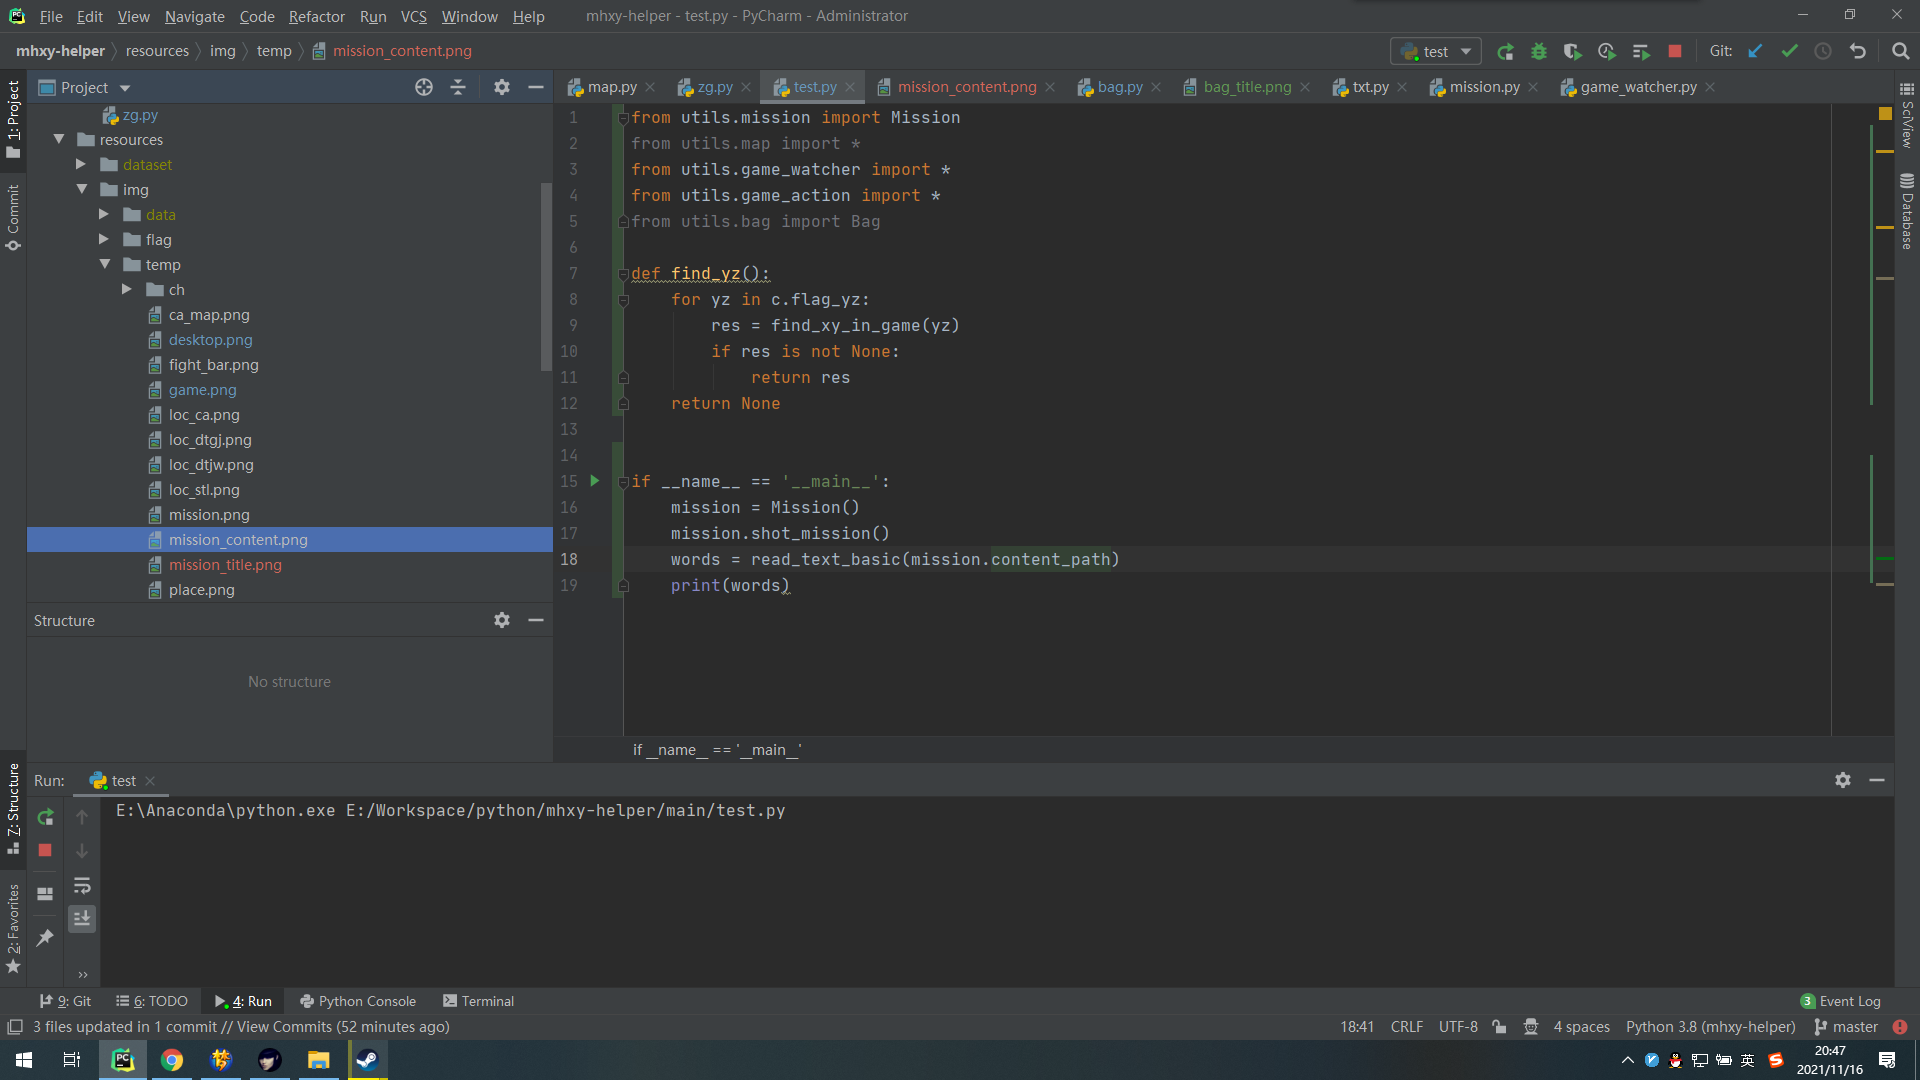 File Edit View Navigate Code Refactor Run VCS Window Help mhxy-helper - test.py - PyCharm - Administrator
mhxy-helper resources img temp mission_content.png test Git:
1: Project
Commit
7: Structure
2: Favorites
Project
zg.py
resources
dataset
img
data
flag
temp
ch
ca_map.png
desktop.png
fight_bar.png
game.png
loc_ca.png
loc_dtgj.png
loc_dtjw.png
loc_stl.png
mission.png
mission_content.png
mission_title.png
place.png
Structure
No structure
map.py zg.py test.py mission_content.png bag.py bag_title.png txt.py mission.py game_watcher.py
1 from utils.mission import Mission
2 from utils.map import *
3 from utils.game_watcher import *
4 from utils.game_action import *
5 from utils.bag import Bag
6
7 def find_yz():
8 for yz in c.flag_yz:
9 res = find_xy_in_game(yz)
10 if res is not None:
11 return res
12 return None
13
14
15 if __name__ == '__main__':
16 mission = Mission()
17 mission.shot_mission()
18 words = read_text_basic(mission.content_path)
19 print(words)
if __name__ == '__main__'
SciView
Database
Run: test
E:\Anaconda\python.exe E:/Workspace/python/mhxy-helper/main/test.py
9: Git 6: TODO 4: Run Python Console Terminal 3 Event Log
3 files updated in 1 commit // View Commits (52 minutes ago) 18:41 CRLF UTF-8 4 spaces Python 3.8 (mhxy-helper) master
PC
英
20:47
2021/11/16